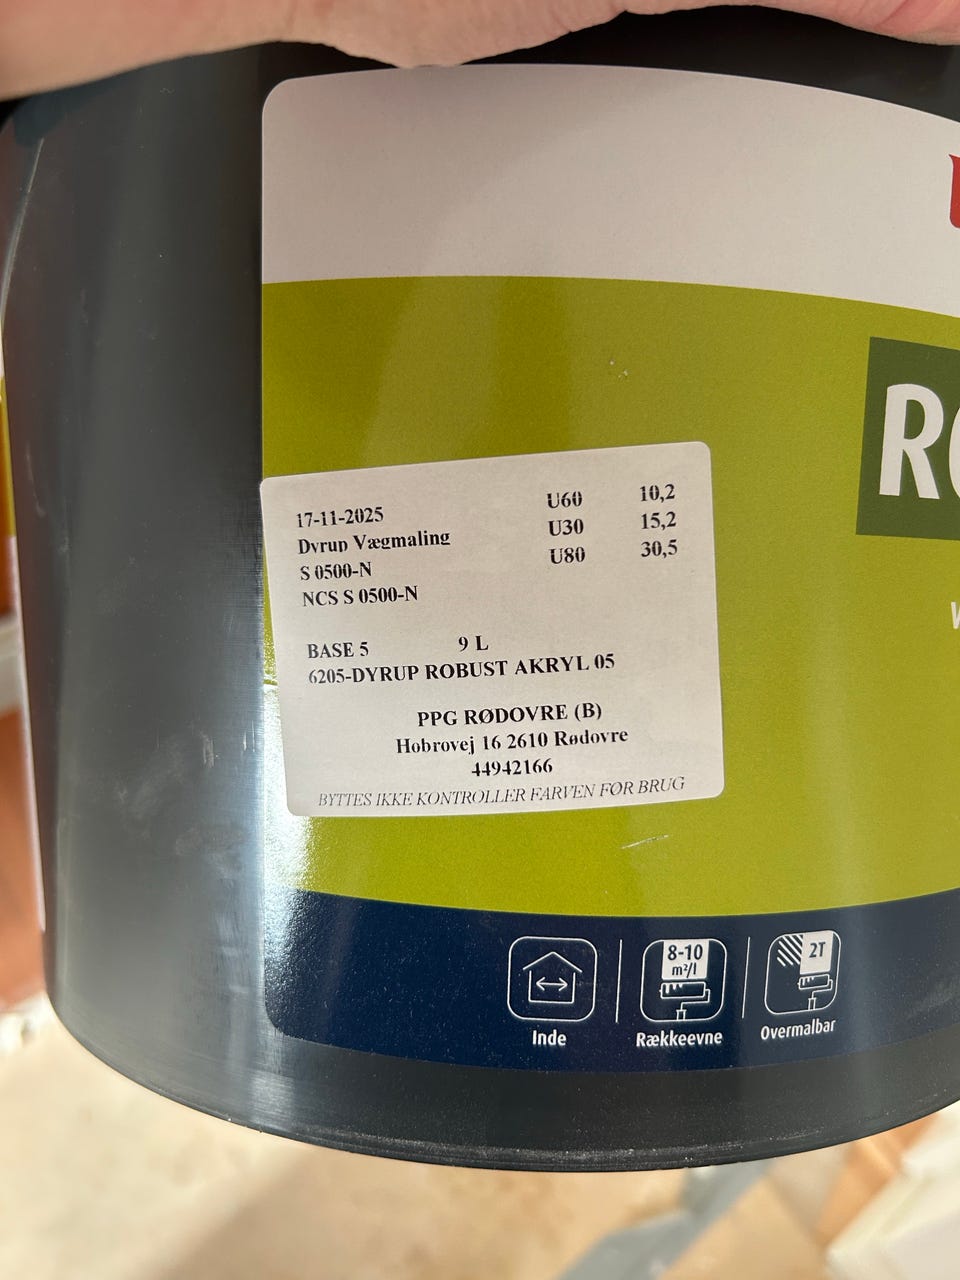 17-11-2025
Dyrup Vægmaling
S 0500-N
NCS S 0500-N
U60 10,2
U30 15,2
U80 30,5
BASE 5 9 L
6205-DYRUP ROBUST AKRYL 05
PPG RØDOVRE (B)
Hobrovej 16 2610 Rødovre
44942166
BYTTES IKKE KONTROLLER FARVEN FØR BRUG
8-10
m²/l
2T
Inde
Rækkeevne
Overmalbar